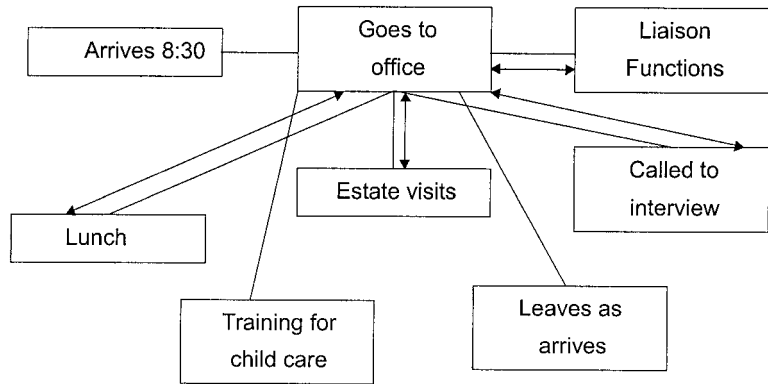 Arrives 8:30
Goes to
office
Liaison
Functions
Estate visits
Called to
interview
Lunch
Training for
child care
Leaves as
arrives